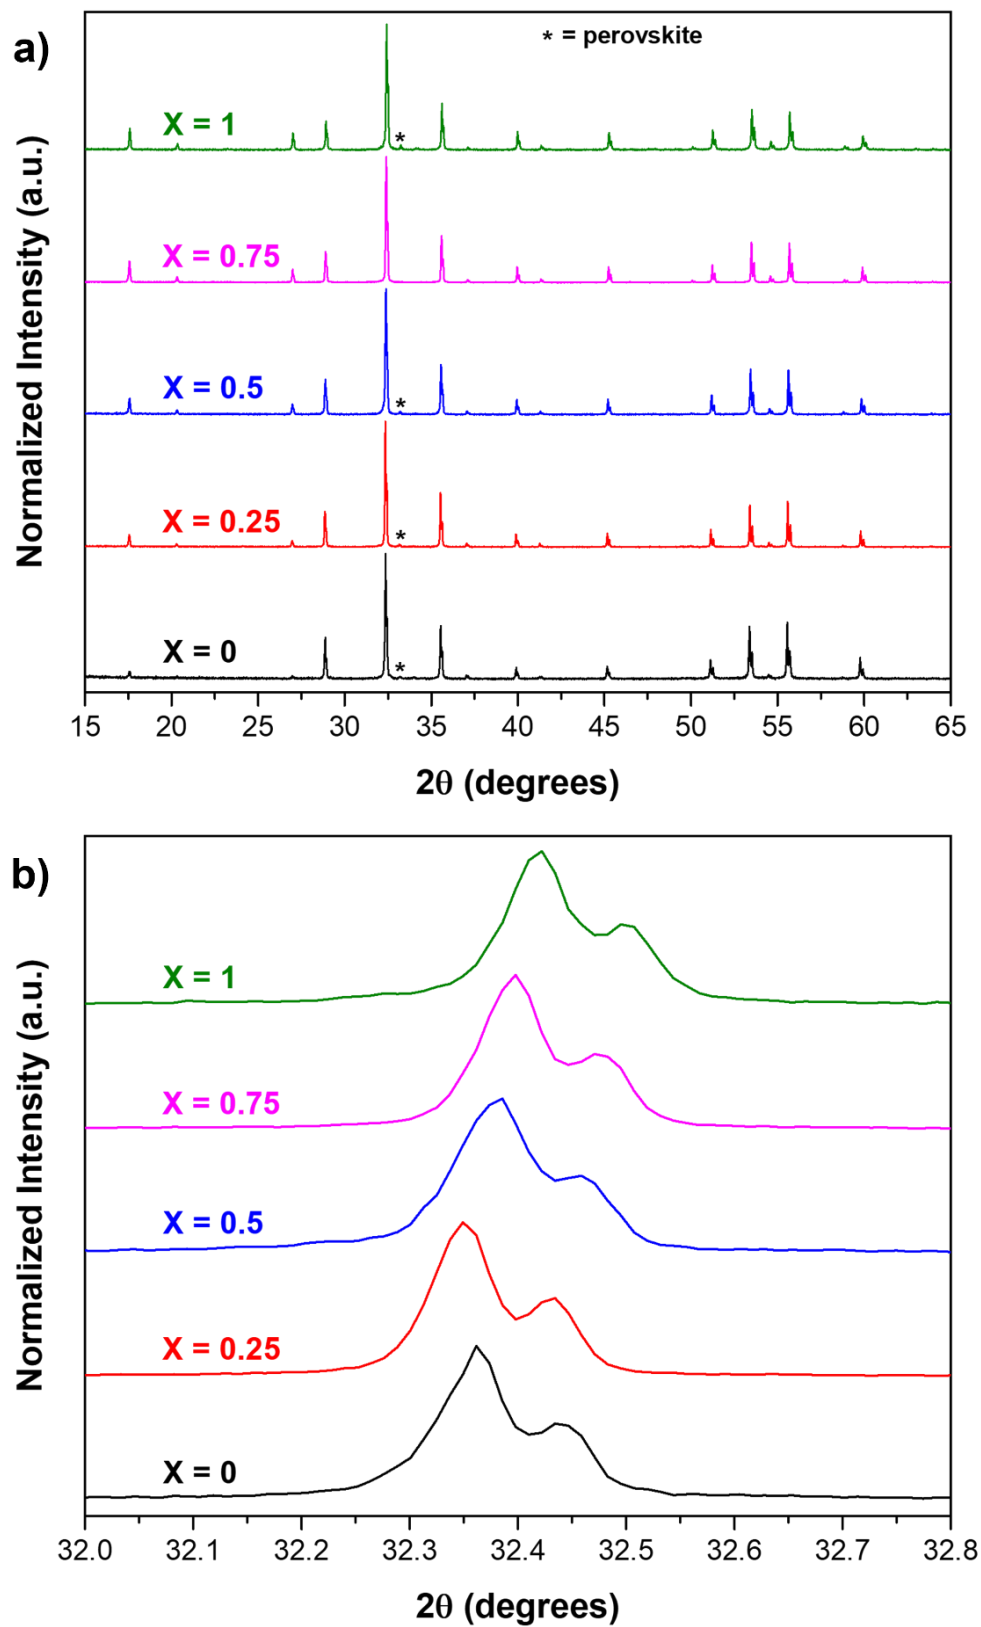 a)
* = perovskite
Normalized Intensity (a.u.)
X = 1
*
X = 0.75
X = 0.5
*
X = 0.25
*
X = 0
*
15 20 25 30 35 40 45 50 55 60 65
2θ (degrees)
b)
Normalized Intensity (a.u.)
X = 1
X = 0.75
X = 0.5
X = 0.25
X = 0
32.0 32.1 32.2 32.3 32.4 32.5 32.6 32.7 32.8
2θ (degrees)